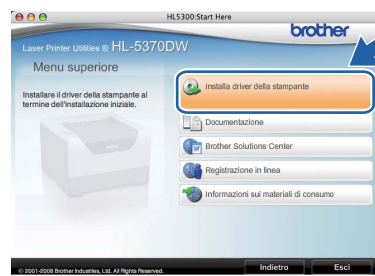 HL5300:Start Here
brother
Laser Printer Utilities ® HL-5370DW
Menu superiore
Installare il driver della stampante al
termine dell'installazione iniziale.
Installa driver della stampante
Documentazione
Brother Solutions Center
Registrazione in linea
Informazioni sui materiali di consumo
© 2001-2008 Brother Industries, Ltd. All Rights Reserved.
Indietro
Esci